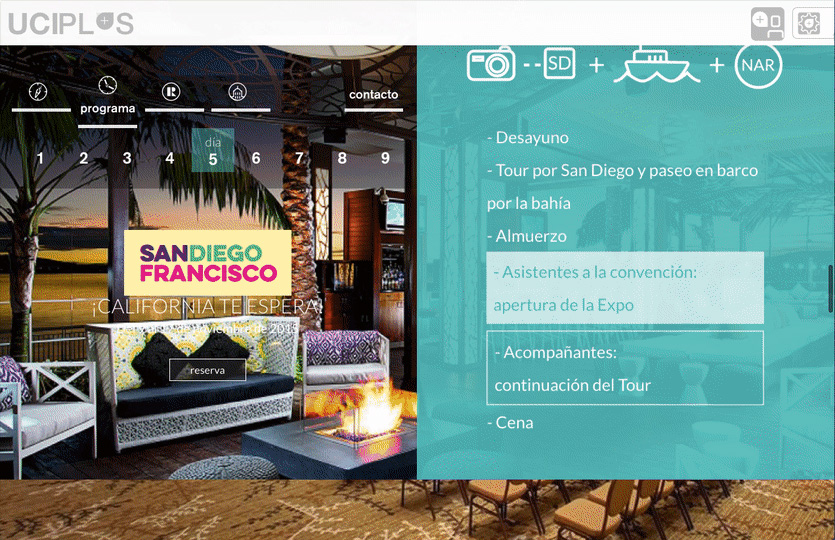 UCIPLUS
SD
NAR
programa
contacto
día
1 2 3 4 5 6 7 8 9
SANDIEGO
FRANCISCO
¡CALIFORNIA TE ESPERA!
noviembre de
reserva
- Desayuno
- Tour por San Diego y paseo en barco
por la bahía
- Almuerzo
- Asistentes a la convención:
apertura de la Expo
- Acompañantes:
continuación del Tour
- Cena